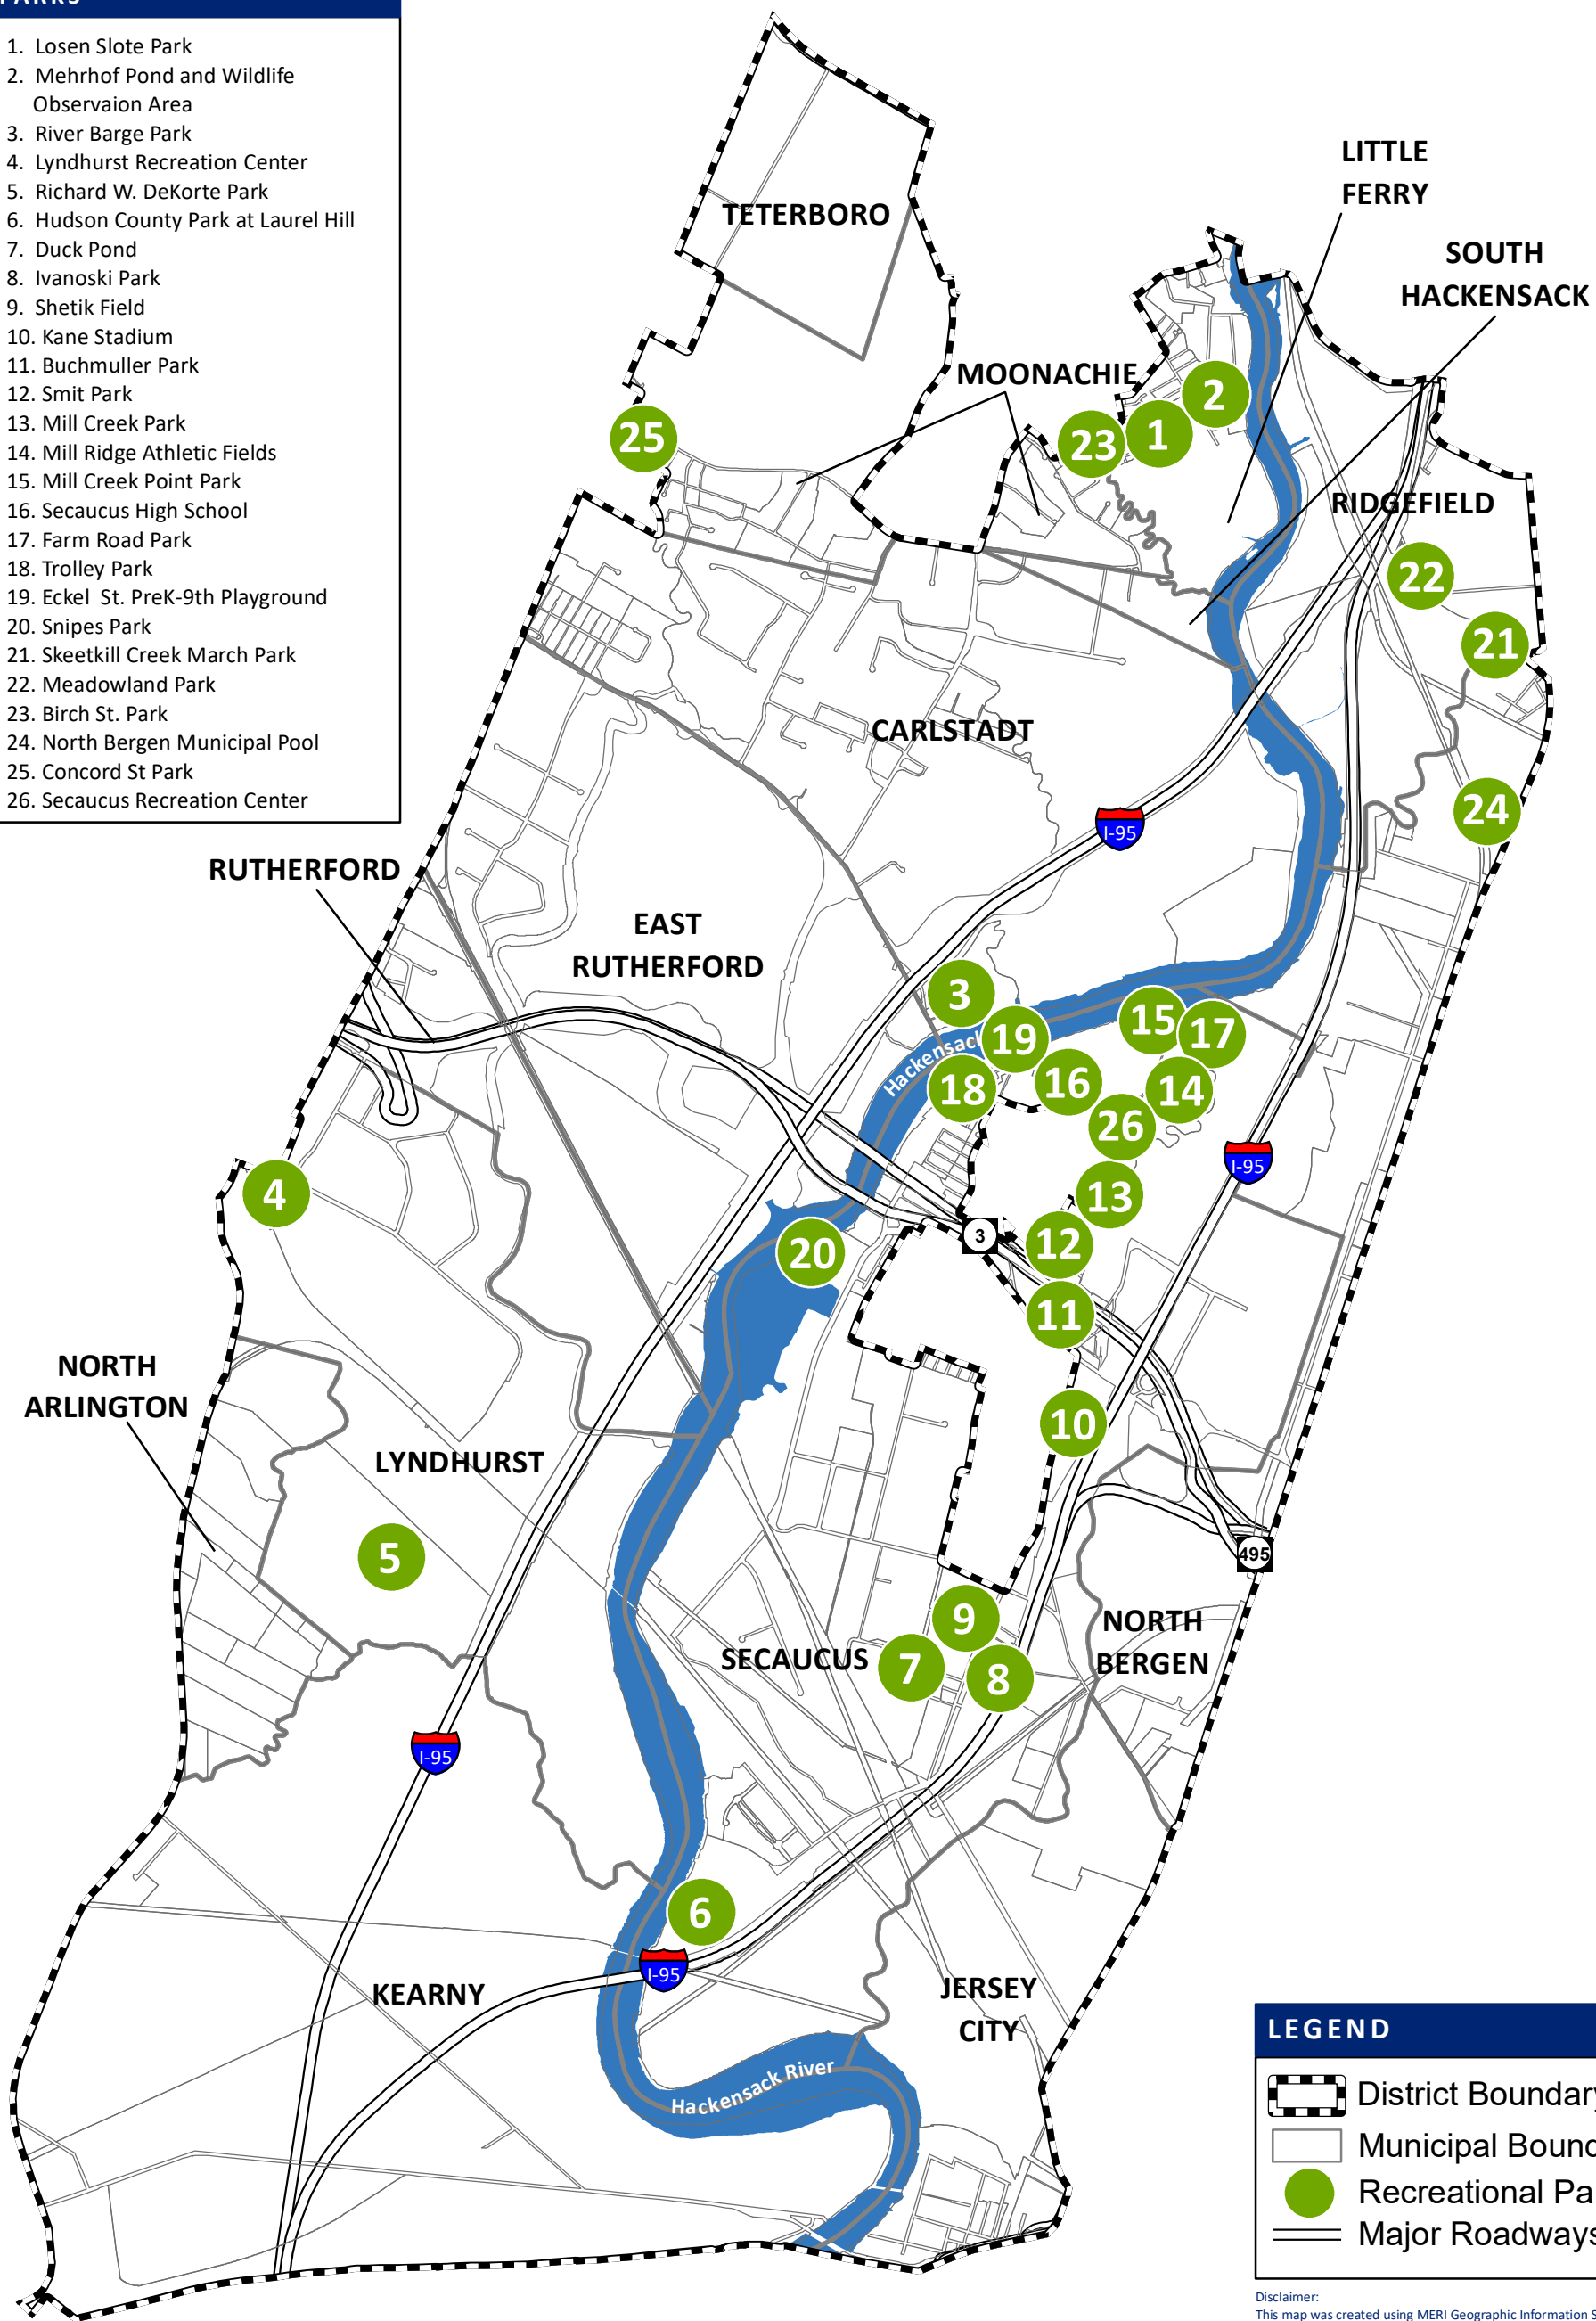 PARKS
1. Losen Slote Park
2. Mehrhof Pond and Wildlife
Observaion Area
3. River Barge Park
4. Lyndhurst Recreation Center
5. Richard W. DeKorte Park
6. Hudson County Park at Laurel Hill
7. Duck Pond
8. Ivanoski Park
9. Shetik Field
10. Kane Stadium
11. Buchmuller Park
12. Smit Park
13. Mill Creek Park
14. Mill Ridge Athletic Fields
15. Mill Creek Point Park
16. Secaucus High School
17. Farm Road Park
18. Trolley Park
19. Eckel St. PreK-9th Playground
20. Snipes Park
21. Skeetkill Creek March Park
22. Meadowland Park
23. Birch St. Park
24. North Bergen Municipal Pool
25. Concord St Park
26. Secaucus Recreation Center
TETERBORO
LITTLE
FERRY
SOUTH
HACKENSACK
MOONACHIE
2
1
23
25
RIDGEFIELD
22
21
CARLSTADT
24
I-95
RUTHERFORD
EAST
RUTHERFORD
3
15
17
19
Hackensack
18
16
14
26
I-95
4
13
3
12
20
11
NORTH
ARLINGTON
10
LYNDHURST
5
495
9
NORTH
BERGEN
SECAUCUS
7
8
I-95
6
I-95
KEARNY
JERSEY
CITY
Hackensack River
LEGEND
District Boundary
Municipal Bound
Recreational Pa
Major Roadways
Disclaimer:
This map was created using MERI Geographic Information S